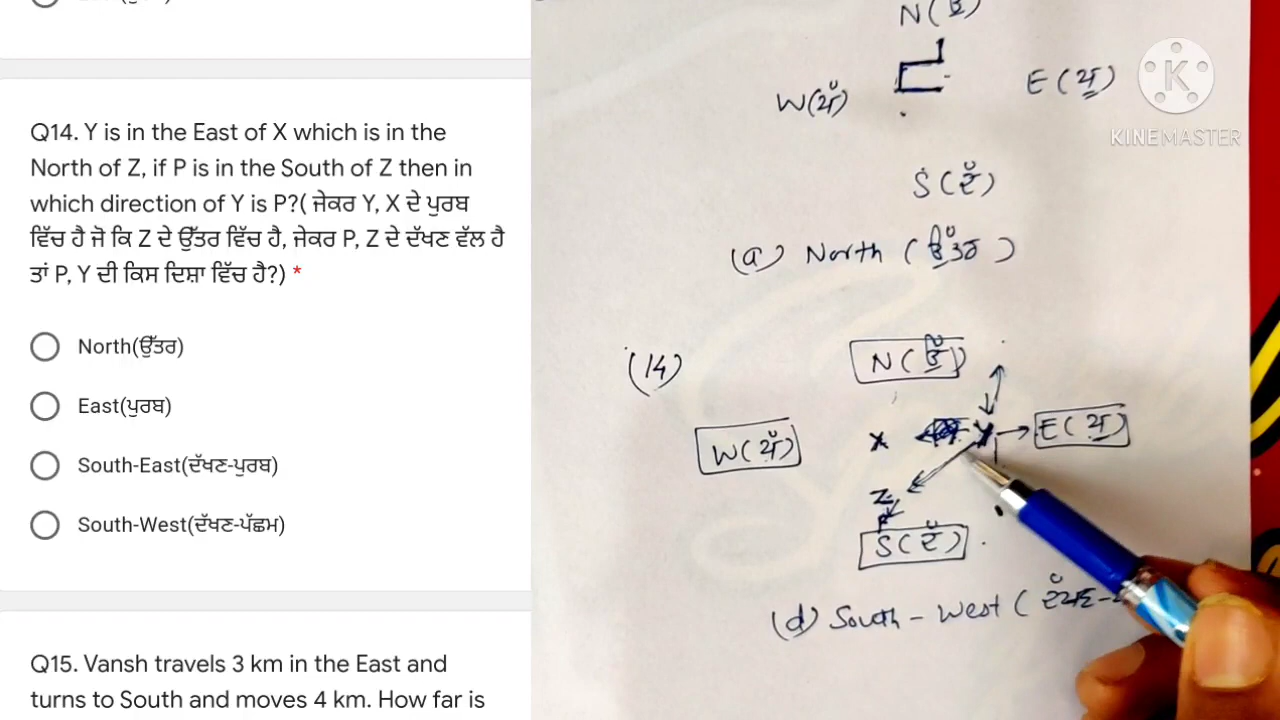 Q14. Y is in the East of X which is in the
North of Z, if P is in the South of Z then in
which direction of Y is P?( ਜੇਕਰ Y, X ਦੇ ਪੁਰਬ
ਵਿੱਚ ਹੈ ਜੋ ਕਿ Z ਦੇ ਉੱਤਰ ਵਿੱਚ ਹੈ, ਜੇਕਰ P, Z ਦੇ ਦੱਖਣ ਵੱਲ ਹੈ
ਤਾਂ P, Y ਦੀ ਕਿਸ ਦਿਸ਼ਾ ਵਿੱਚ ਹੈ?) *
North(ਉੱਤਰ)
East(ਪੁਰਬ)
South-East(ਦੱਖਣ-ਪੁਰਬ)
South-West(ਦੱਖਣ-ਪੱਛਮ)
Q15. Vansh travels 3 km in the East and
turns to South and moves 4 km. How far is
N(ਉ)
W(ਪੱ)
E(ਪੂ)
S(ਦੱ)
(a) North (ਉੱਤਰ)
(14)
N(ਉੱ)
W(ਪੱ)
X
Y
E(ਪੂ)
Z
P
S(ਦੱ)
(d) South-West (ਦੱਖਣ-
K
KINEMASTER